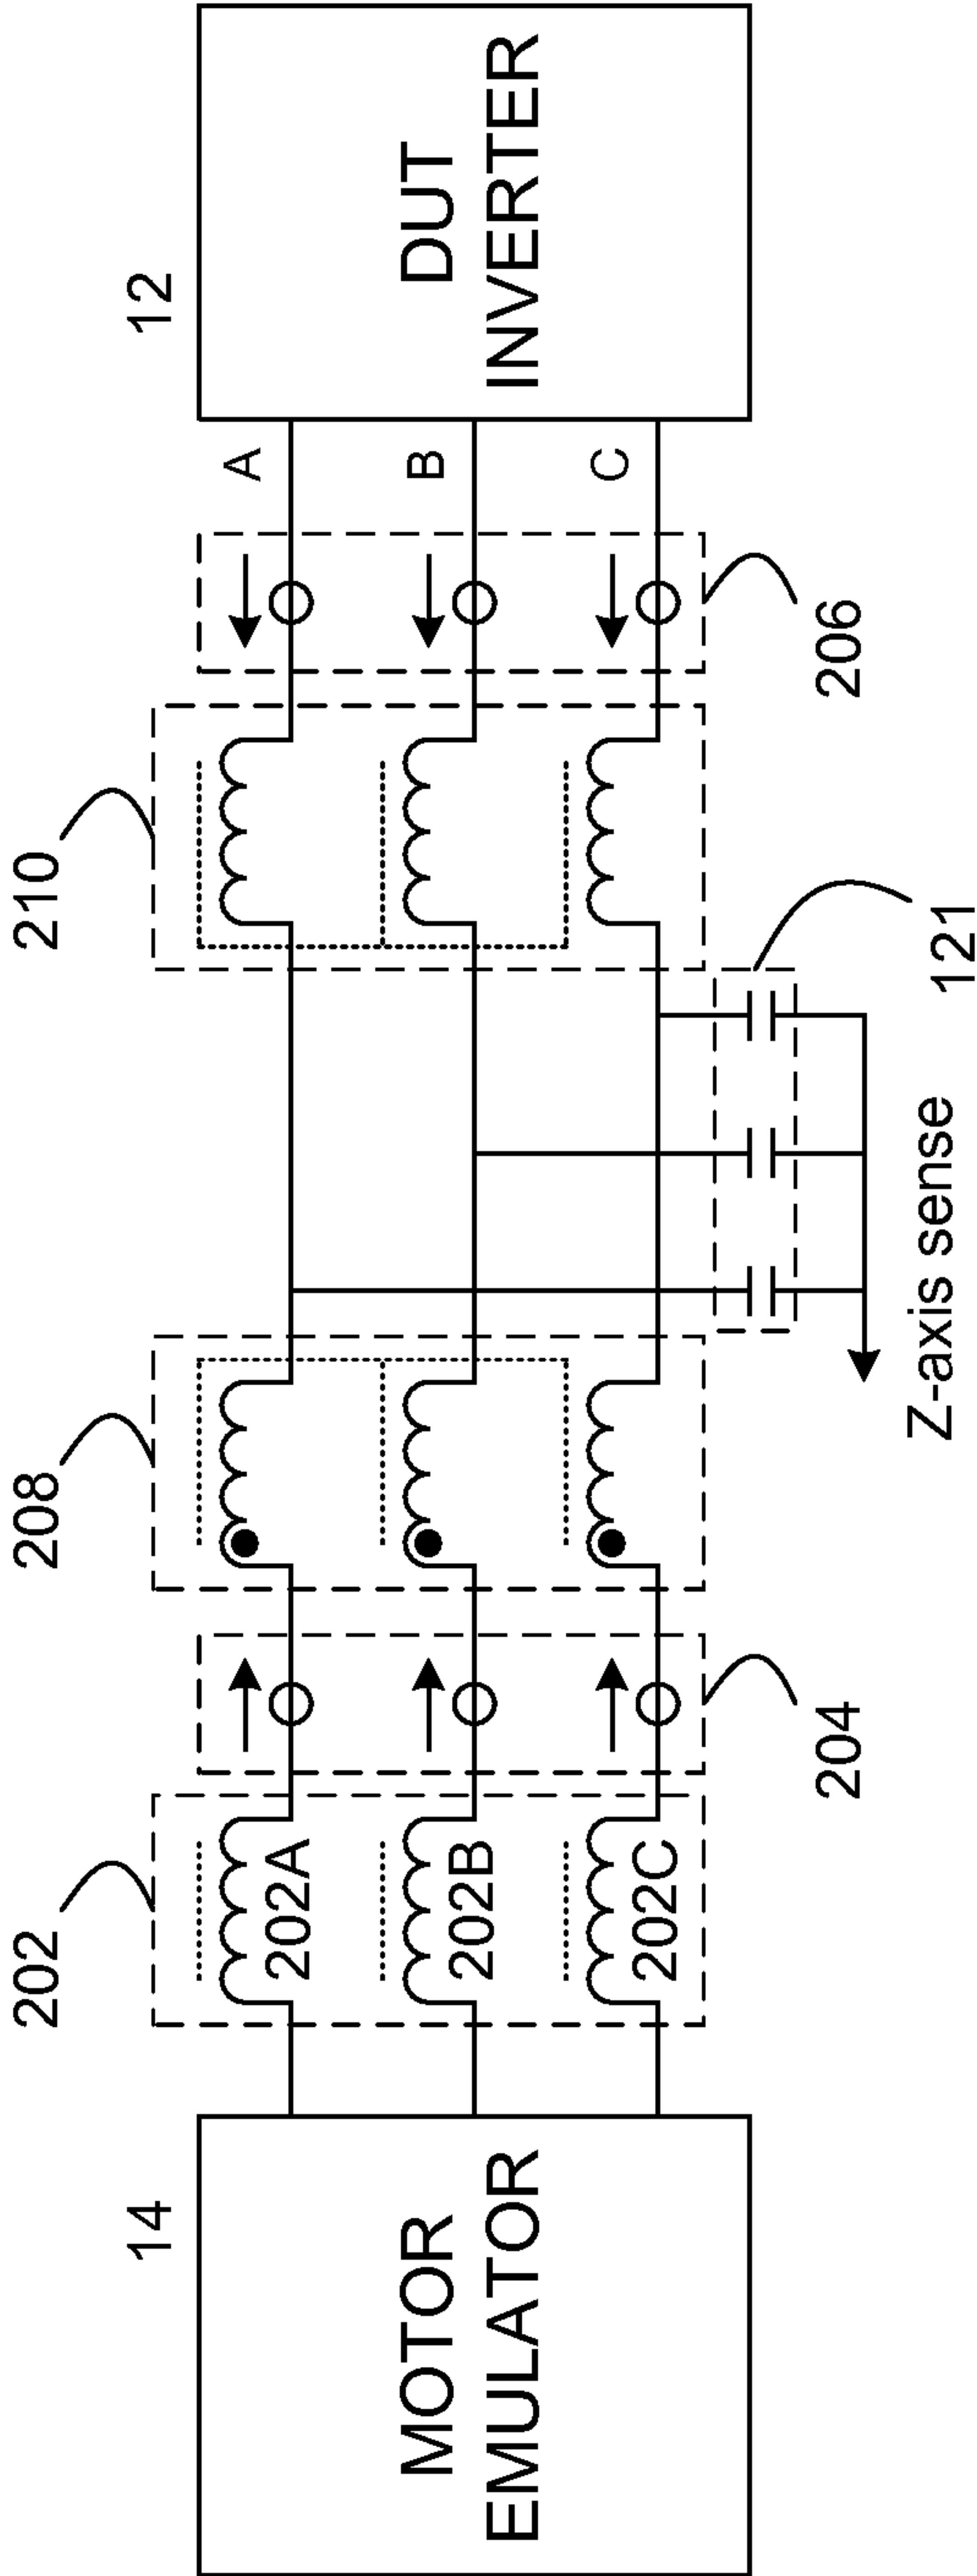 14
MOTOR
EMULATOR
202
202A
202B
202C
204
208
Z-axis sense
121
210
206
A
B
C
12
DUT
INVERTER